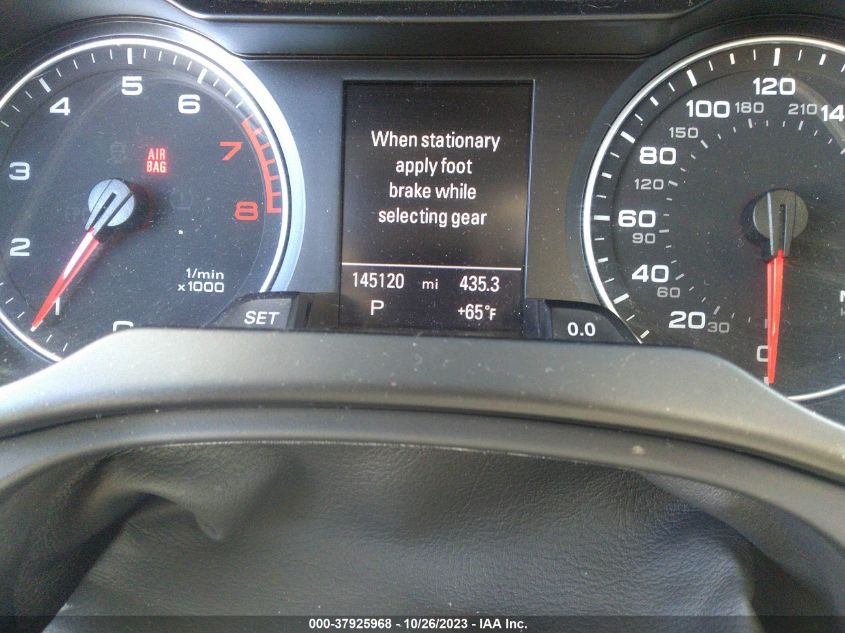 5
4
6
3
7
AIR
BAG
8
2
1/min
x1000
1
SET
When stationary
apply foot
brake while
selecting gear
145120 mi 435.3
P +65°F
0.0
120
100 180 210
150
80
120
60
90
40
60
20 30
0
000-37925968 - 10/26/2023 - IAA Inc.